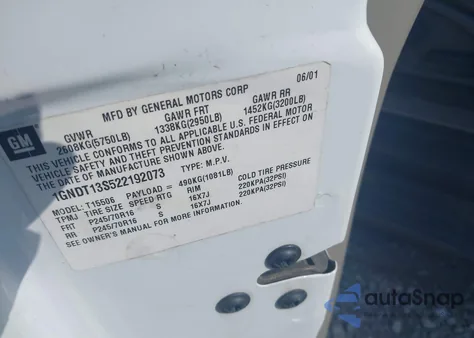 GM
MFD BY GENERAL MOTORS CORP 06/01
GVWR GAWR FRT GAWR RR
2608KG(5750LB) 1338KG(2950LB) 1452KG(3200LB)
THIS VEHICLE CONFORMS TO ALL APPLICABLE U.S. FEDERAL MOTOR
VEHICLE SAFETY AND THEFT PREVENTION STANDARDS IN EFFECT ON
THE DATE OF MANUFACTURE SHOWN ABOVE.
1GNDT13S522192073 TYPE: M.P.V.
MODEL: T15506 PAYLOAD = 490KG(1081LB)
TPMJ TIRE SIZE SPEED RTG RIM COLD TIRE PRESSURE
FRT P245/70R16 S 16X7J 220KPA(32PSI)
RR P245/70R16 S 16X7J 220KPA(32PSI)
SEE OWNER'S MANUAL FOR MORE INFORMATION.
autoSnap